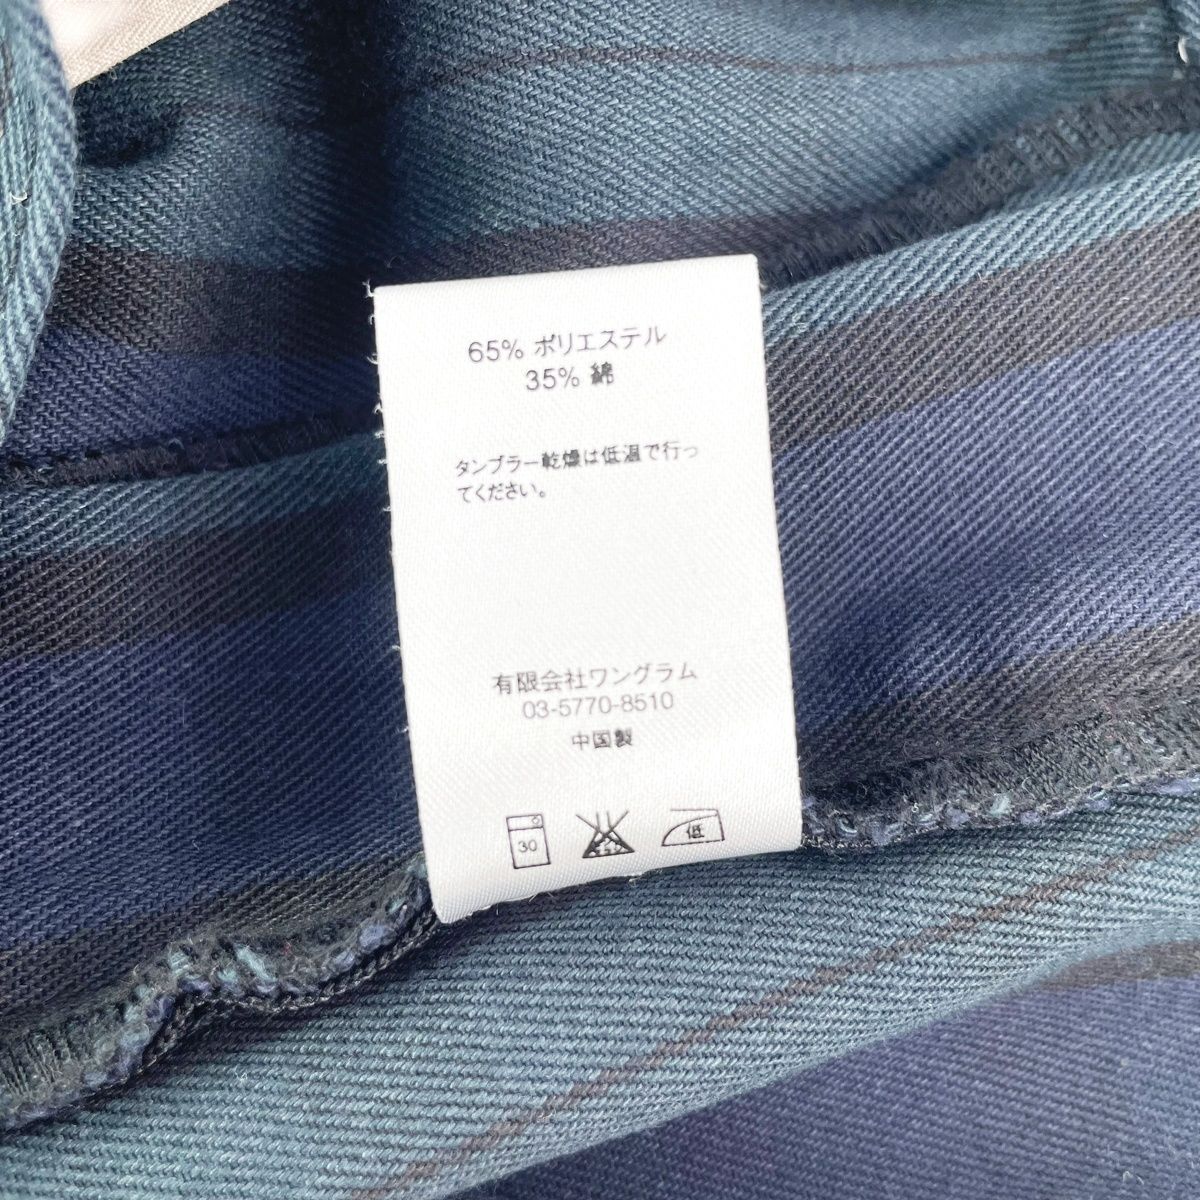 65% ポリエステル
35% 綿
タンブラー乾燥は低温で行っ
てください。
有限会社ワングラム
03-5770-8510
中国製
30
低